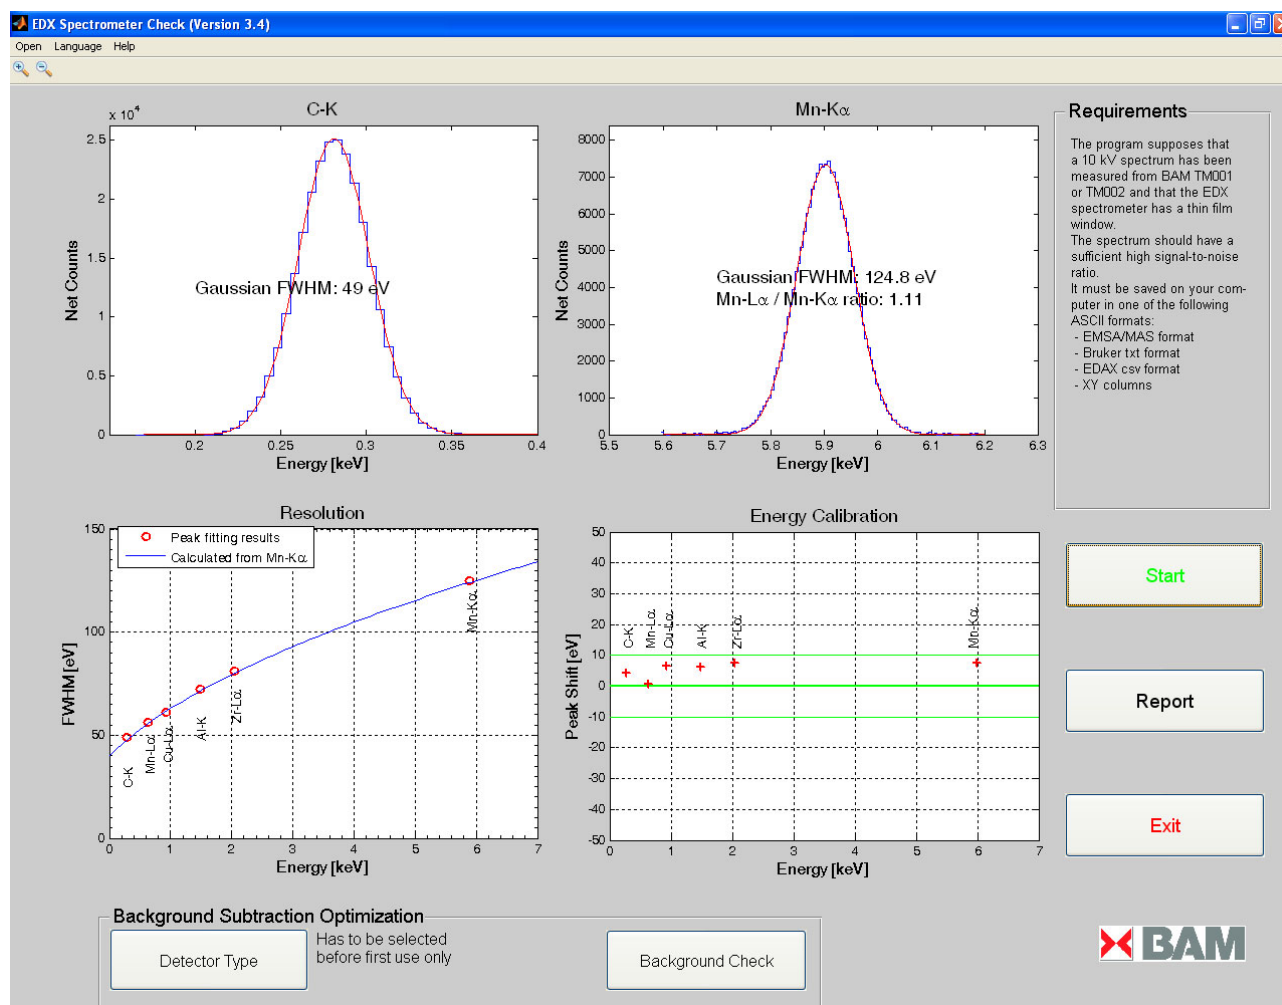 EDX Spectrometer Check (Version 3.4)
Open Language Help
C-K
x 10⁴
2.5
2
1.5
1
0.5
0
Net Counts
Gaussian FWHM: 49 eV
0.2 0.25 0.3 0.35 0.4
Energy [keV]
Mn-Kα
8000
7000
6000
5000
4000
3000
2000
1000
0
Net Counts
Gaussian FWHM: 124.8 eV
Mn-Lα / Mn-Kα ratio: 1.11
5.5 5.6 5.7 5.8 5.9 6 6.1 6.2 6.3
Energy [keV]
Requirements
The program supposes that
a 10 kV spectrum has been
measured from BAM TM001
or TM002 and that the EDX
spectrometer has a thin film
window.
The spectrum should have a
sufficient high signal-to-noise
ratio.
It must be saved on your com-
puter in one of the following
ASCII formats:
- EMSA/MAS format
- Bruker txt format
- EDAX csv format
- XY columns
Resolution
150
100
50
0
FWHM [eV]
Peak fitting results
Calculated from Mn-Kα
C-K
Mn-Lα
Cu-Lα
Al-K
Zr-Lα
Mn-Kα
0 1 2 3 4 5 6 7
Energy [keV]
Energy Calibration
50
40
30
20
10
0
-10
-20
-30
-40
-50
Peak Shift [eV]
C-K
Mn-Lα
Cu-Lα
Al-K
Zr-Lα
Mn-Kα
0 1 2 3 4 5 6 7
Energy [keV]
Start
Report
Exit
Background Subtraction Optimization
Detector Type
Has to be selected
before first use only
Background Check
BAM